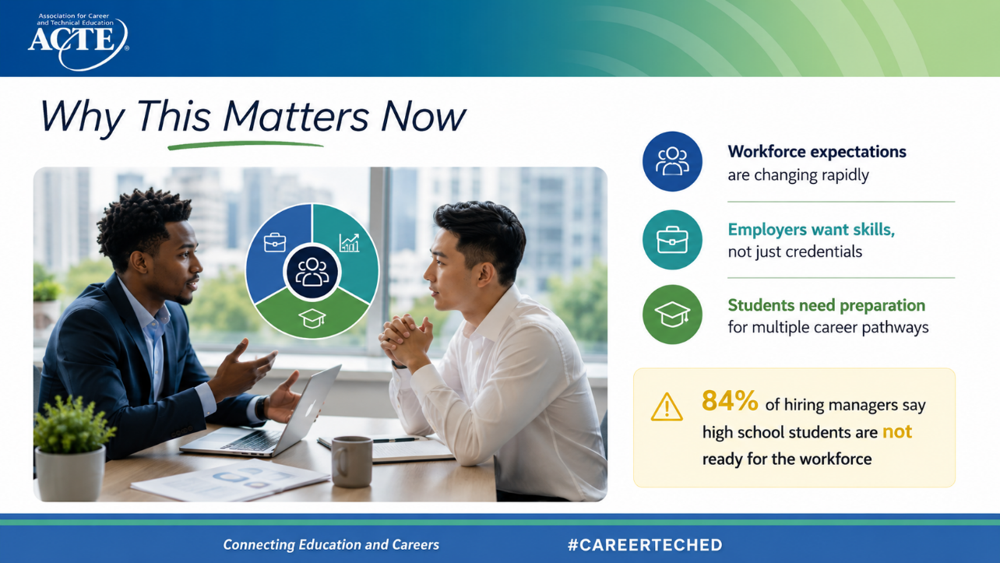 Association for Career
and Technical Education
ACTE®
Why This Matters Now
Workforce expectations
are changing rapidly
Employers want skills,
not just credentials
Students need preparation
for multiple career pathways
84% of hiring managers say
high school students are not
ready for the workforce
Connecting Education and Careers
#CAREERTECHED